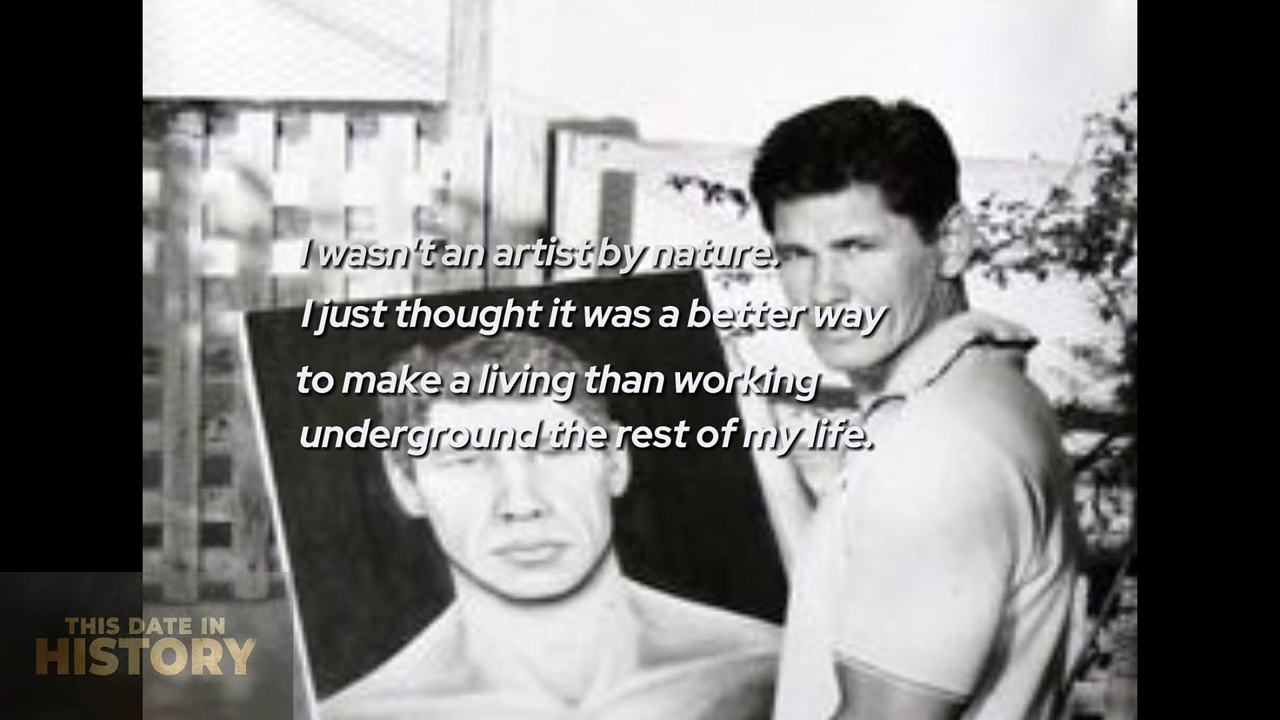 I wasn't an artist by nature.
I just thought it was a better way
to make a living than working
underground the rest of my life.
THIS DATE IN
HISTORY